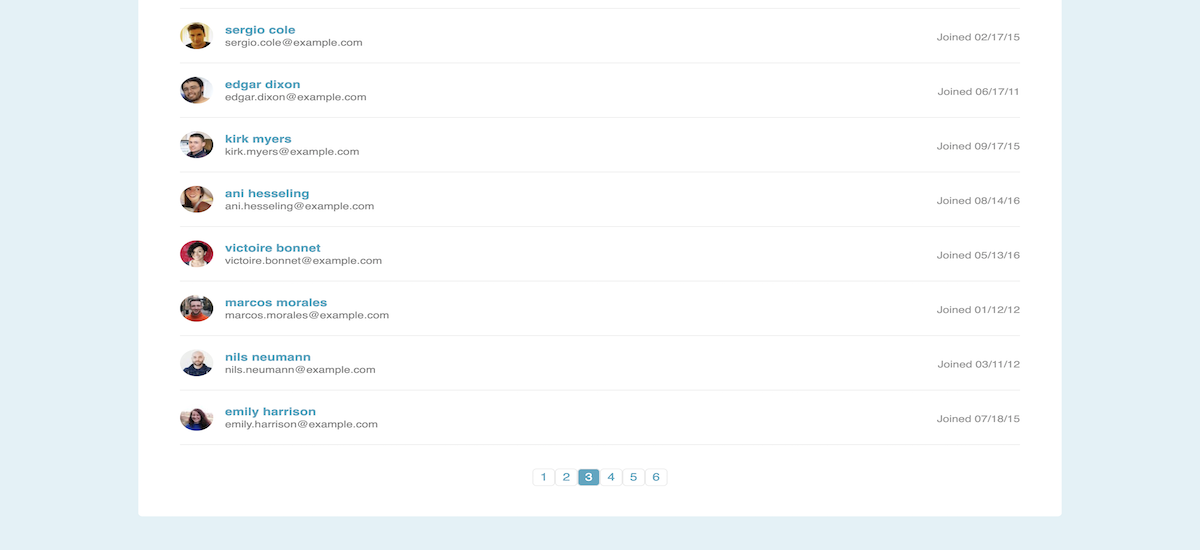 sergio cole
sergio.cole@example.com
Joined 02/17/15
edgar dixon
edgar.dixon@example.com
Joined 06/17/11
kirk myers
kirk.myers@example.com
Joined 09/17/15
ani hesseling
ani.hesseling@example.com
Joined 08/14/16
victoire bonnet
victoire.bonnet@example.com
Joined 05/13/16
marcos morales
marcos.morales@example.com
Joined 01/12/12
nils neumann
nils.neumann@example.com
Joined 03/11/12
emily harrison
emily.harrison@example.com
Joined 07/18/15
1 2 3 4 5 6